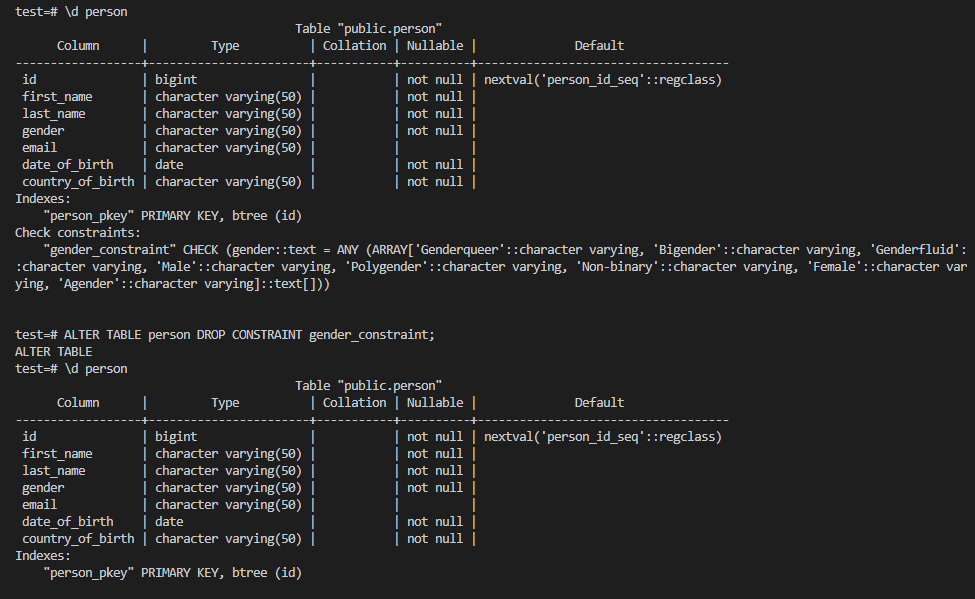 test=# \d person
                                        Table "public.person"
      Column      |         Type          | Collation | Nullable |              Default
------------------+-----------------------+-----------+----------+------------------------------------
 id               | bigint                |           | not null | nextval('person_id_seq'::regclass)
 first_name       | character varying(50) |           | not null |
 last_name        | character varying(50) |           | not null |
 gender           | character varying(50) |           | not null |
 email            | character varying(50) |           |          |
 date_of_birth    | date                  |           | not null |
 country_of_birth | character varying(50) |           | not null |
Indexes:
    "person_pkey" PRIMARY KEY, btree (id)
Check constraints:
    "gender_constraint" CHECK (gender::text = ANY (ARRAY['Genderqueer'::character varying, 'Bigender'::character varying, 'Genderfluid':
:character varying, 'Male'::character varying, 'Polygender'::character varying, 'Non-binary'::character varying, 'Female'::character var
ying, 'Agender'::character varying]::text[]))
test=# ALTER TABLE person DROP CONSTRAINT gender_constraint;
ALTER TABLE
test=# \d person
                                        Table "public.person"
      Column      |         Type          | Collation | Nullable |              Default
------------------+-----------------------+-----------+----------+------------------------------------
 id               | bigint                |           | not null | nextval('person_id_seq'::regclass)
 first_name       | character varying(50) |           | not null |
 last_name        | character varying(50) |           | not null |
 gender           | character varying(50) |           | not null |
 email            | character varying(50) |           |          |
 date_of_birth    | date                  |           | not null |
 country_of_birth | character varying(50) |           | not null |
Indexes:
    "person_pkey" PRIMARY KEY, btree (id)